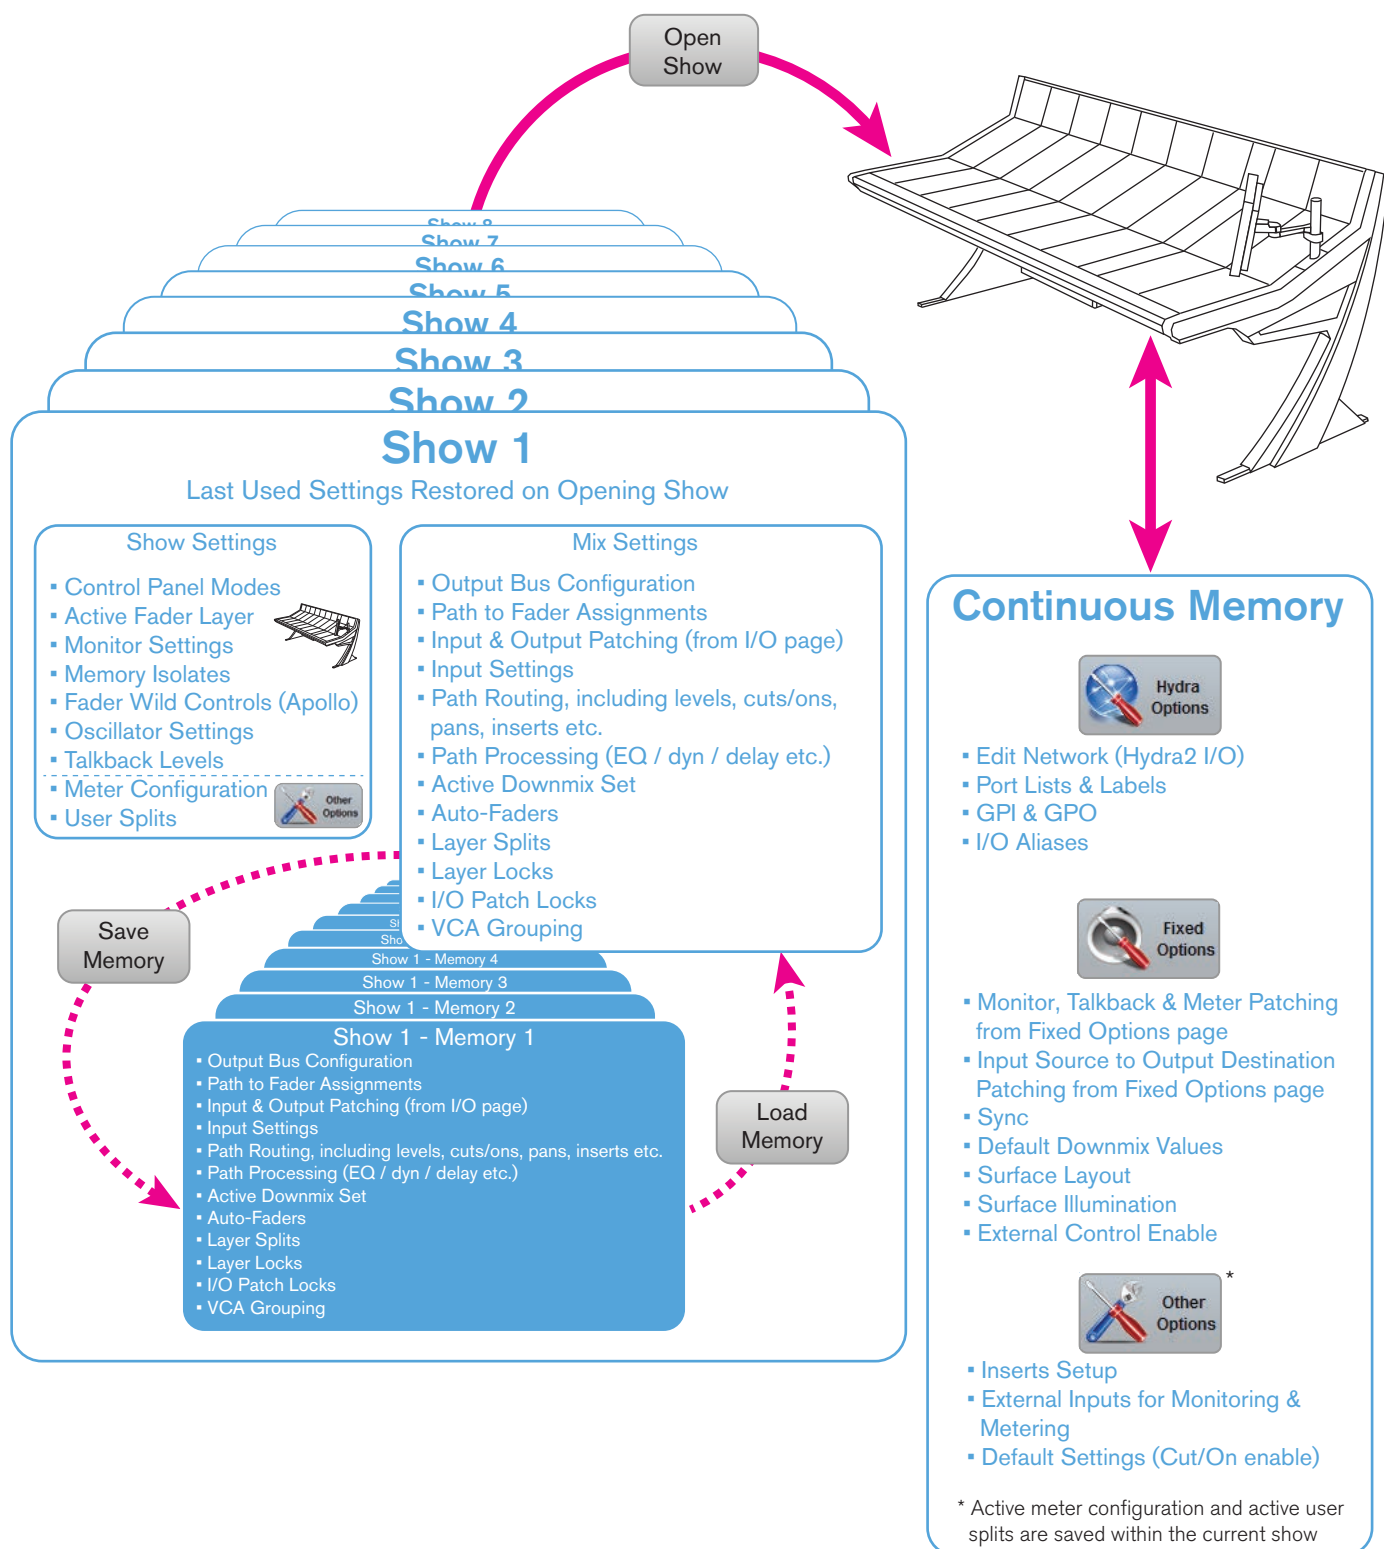 Open
Show
Show 8
Show 7
Show 6
Show 5
Show 4
Show 3
Show 2
Show 1
Last Used Settings Restored on Opening Show
Show Settings
▪ Control Panel Modes
▪ Active Fader Layer
▪ Monitor Settings
▪ Memory Isolates
▪ Fader Wild Controls (Apollo)
▪ Oscillator Settings
▪ Talkback Levels
▪ Meter Configuration
▪ User Splits
Other
Options
Mix Settings
▪ Output Bus Configuration
▪ Path to Fader Assignments
▪ Input & Output Patching (from I/O page)
▪ Input Settings
▪ Path Routing, including levels, cuts/ons,
pans, inserts etc.
▪ Path Processing (EQ / dyn / delay etc.)
▪ Active Downmix Set
▪ Auto-Faders
▪ Layer Splits
▪ Layer Locks
▪ I/O Patch Locks
▪ VCA Grouping
Save
Memory
Sh
Sho
Show 1 - Memory 4
Show 1 - Memory 3
Show 1 - Memory 2
Show 1 - Memory 1
▪ Output Bus Configuration
▪ Path to Fader Assignments
▪ Input & Output Patching (from I/O page)
▪ Input Settings
▪ Path Routing, including levels, cuts/ons, pans, inserts etc.
▪ Path Processing (EQ / dyn / delay etc.)
▪ Active Downmix Set
▪ Auto-Faders
▪ Layer Splits
▪ Layer Locks
▪ I/O Patch Locks
▪ VCA Grouping
Load
Memory
Continuous Memory
Hydra
Options
▪ Edit Network (Hydra2 I/O)
▪ Port Lists & Labels
▪ GPI & GPO
▪ I/O Aliases
Fixed
Options
▪ Monitor, Talkback & Meter Patching
from Fixed Options page
▪ Input Source to Output Destination
Patching from Fixed Options page
▪ Sync
▪ Default Downmix Values
▪ Surface Layout
▪ Surface Illumination
▪ External Control Enable
Other
Options
*
▪ Inserts Setup
▪ External Inputs for Monitoring &
Metering
▪ Default Settings (Cut/On enable)
* Active meter configuration and active user
splits are saved within the current show